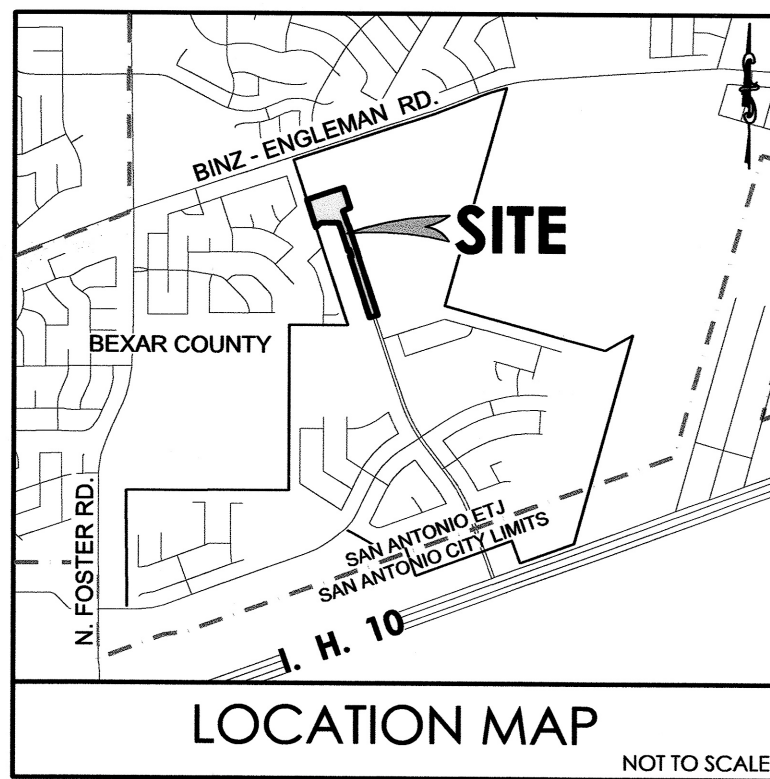 BINZ - ENGLEMAN RD.
SITE
BEXAR COUNTY
N. FOSTER RD.
SAN ANTONIO ETJ
SAN ANTONIO CITY LIMITS
I. H. 10
LOCATION MAP
NOT TO SCALE